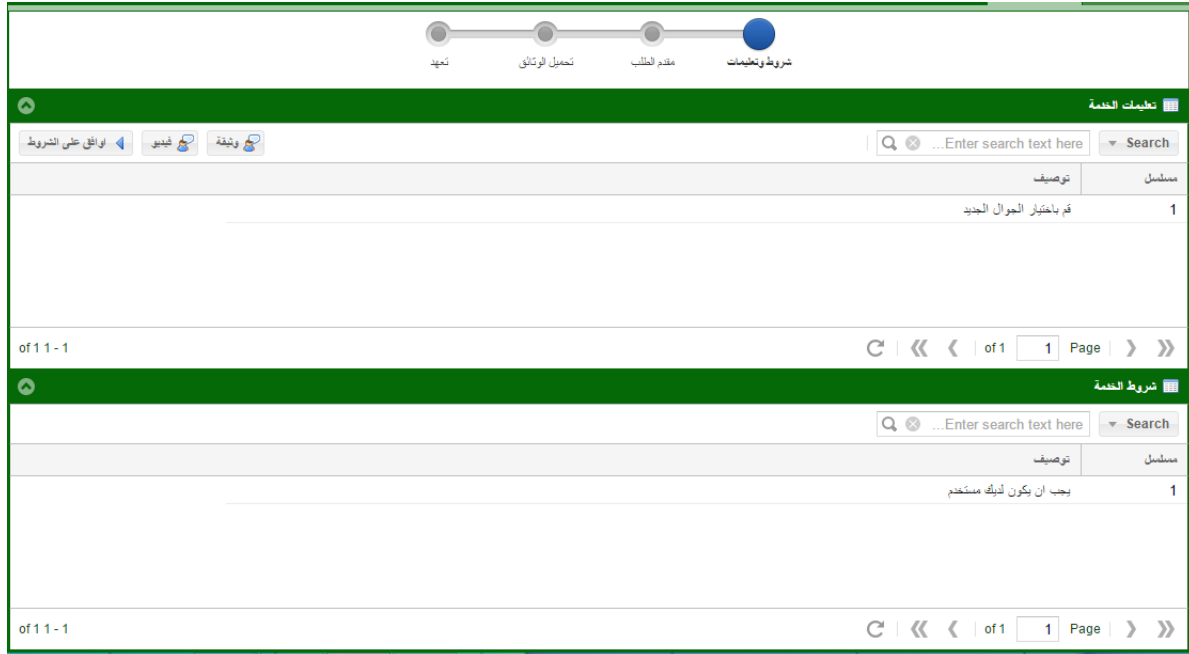 شروط وتعليمات
مقدم الطلب
تحميل الوثائق
تعهد
تعليمات الخدمة
Search
Enter search text here...
وثيقة
فيديو
اوافق على الشروط
مسلسل توصيف
1 قم باختيار الجوال الجديد
Page 1 of 1
1 - 1 of 1
شروط الخدمة
Search
Enter search text here...
مسلسل توصيف
1 يجب ان يكون لديك مستخدم
Page 1 of 1
1 - 1 of 1